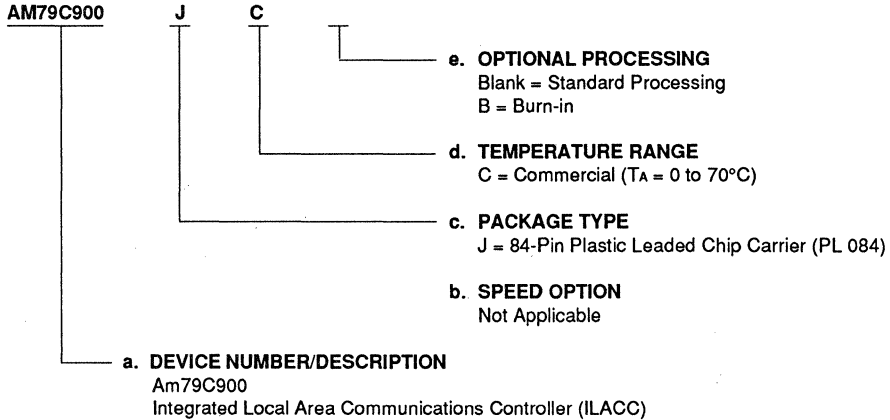 AM79C900 J C
e. OPTIONAL PROCESSING
Blank = Standard Processing
B = Burn-in
d. TEMPERATURE RANGE
C = Commercial (TA = 0 to 70°C)
c. PACKAGE TYPE
J = 84-Pin Plastic Leaded Chip Carrier (PL 084)
b. SPEED OPTION
Not Applicable
a. DEVICE NUMBER/DESCRIPTION
Am79C900
Integrated Local Area Communications Controller (ILACC)